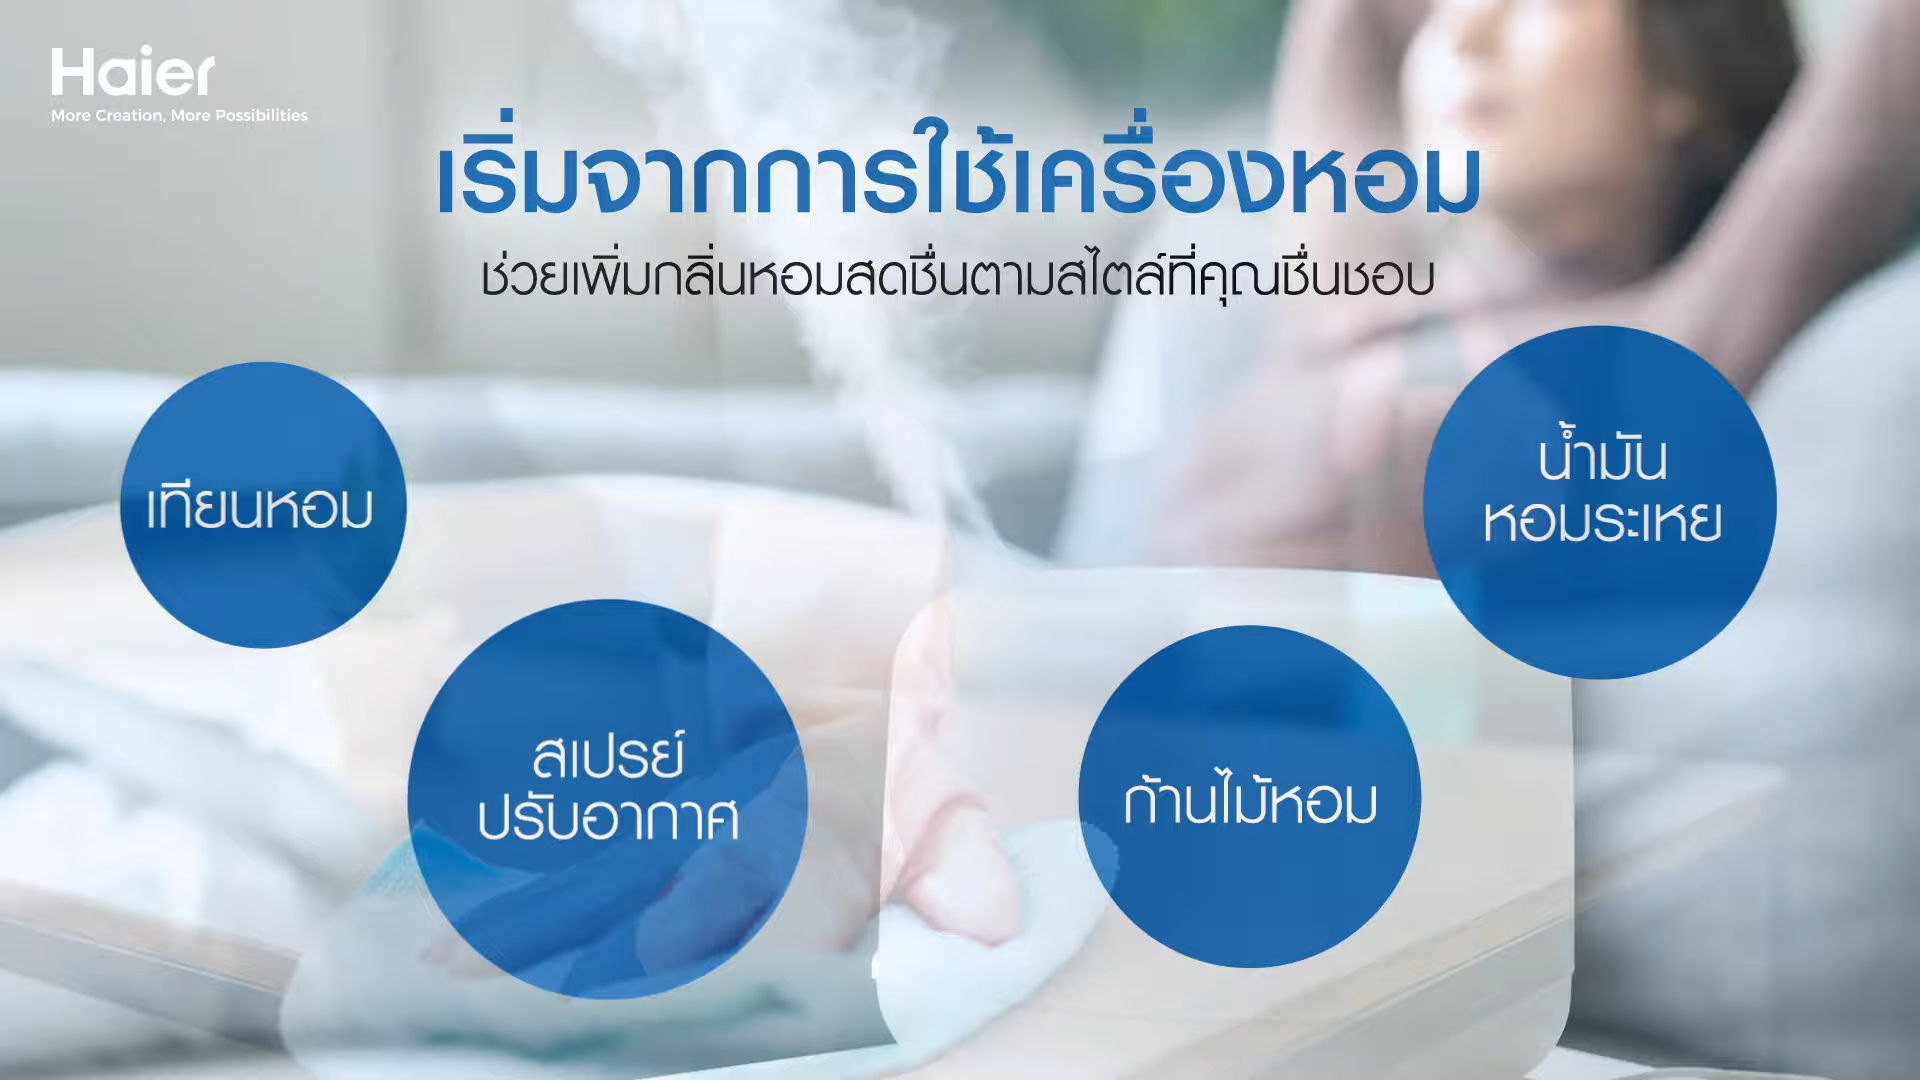 Haier
More Creation, More Possibilities
เริ่มจากการใช้เครื่องหอม
ช่วยเพิ่มกลิ่นหอมสดชื่นตามสไตล์ที่คุณชื่นชอบ
เทียนหอม
สเปรย์
ปรับอากาศ
ก้านไม้หอม
น้ำมัน
หอมระเหย